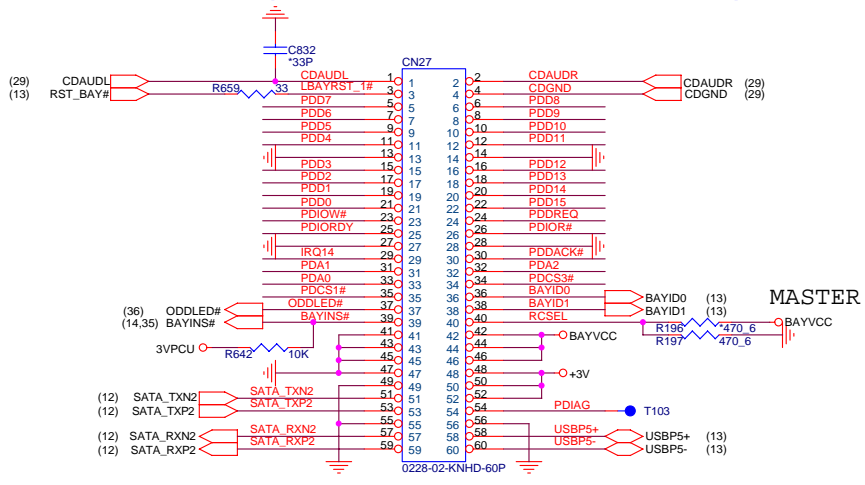 C832
*33P
CN27
(29) CDAUDL CDAUDL 1 1 2 2 CDAUDR CDAUDR (29)
(13) RST_BAY# R659 33 LBAYRST_1# 3 3 4 4 CDGND CDGND (29)
PDD7 5 5 6 6 PDD8
PDD6 7 7 8 8 PDD9
PDD5 9 9 10 10 PDD10
PDD4 11 11 12 12 PDD11
13 13 14 14
PDD3 15 15 16 16 PDD12
PDD2 17 17 18 18 PDD13
PDD1 19 19 20 20 PDD14
PDD0 21 21 22 22 PDD15
PDIOW# 23 23 24 24 PDDREQ
PDIORDY 25 25 26 26 PDIOR#
27 27 28 28
IRQ14 29 29 30 30 PDDACK#
PDA1 31 31 32 32 PDA2
PDA0 33 33 34 34 PDCS3#
PDCS1# 35 35 36 36 BAYID0 BAYID0 (13) MASTER
(36) ODDLED# ODDLED# 37 37 38 38 BAYID1 BAYID1 (13)
(14,35) BAYINS# BAYINS# 39 39 40 40 RCSEL R196 *470_6 BAYVCC
41 41 42 42 BAYVCC R197 470_6
3VPCU R642 10K 43 43 44 44
45 45 46 46
47 47 48 48 +3V
49 49 50 50
(12) SATA_TXN2 SATA_TXN2 51 51 52 52
(12) SATA_TXP2 SATA_TXP2 53 53 54 54 PDIAG T103
55 55 56 56
(12) SATA_RXN2 SATA_RXN2 57 57 58 58 USBP5+ USBP5+ (13)
(12) SATA_RXP2 SATA_RXP2 59 59 60 60 USBP5- USBP5- (13)
0228-02-KNHD-60P